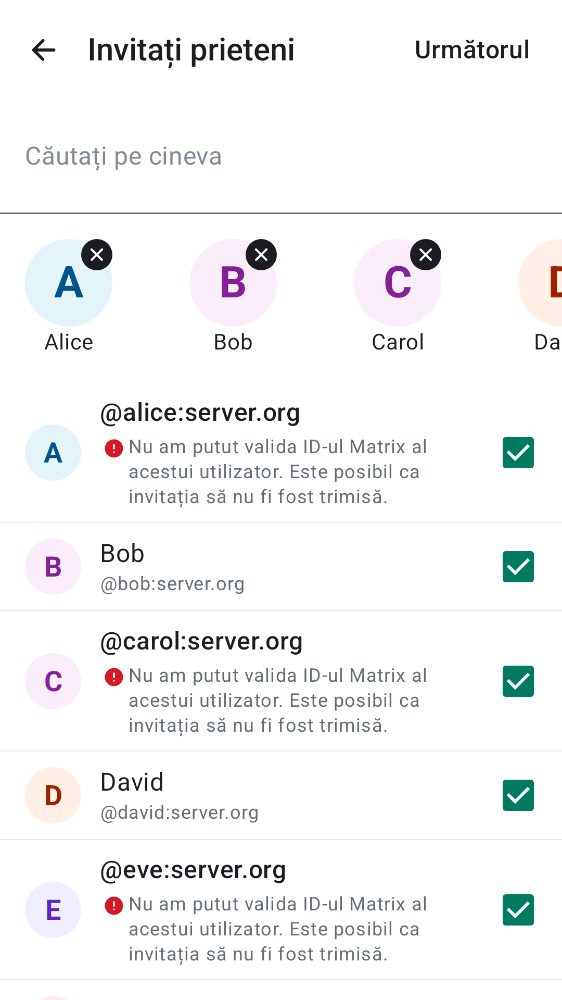 Invitați prieteni
Următorul
Căutați pe cineva
A
B
C
Alice
Bob
Carol
Da
A
@alice:server.org
Nu am putut valida ID-ul Matrix al
acestui utilizator. Este posibil ca
invitația să nu fi fost trimisă.
B
Bob
@bob:server.org
C
@carol:server.org
Nu am putut valida ID-ul Matrix al
acestui utilizator. Este posibil ca
invitația să nu fi fost trimisă.
D
David
@david:server.org
E
@eve:server.org
Nu am putut valida ID-ul Matrix al
acestui utilizator. Este posibil ca
invitația să nu fi fost trimisă.